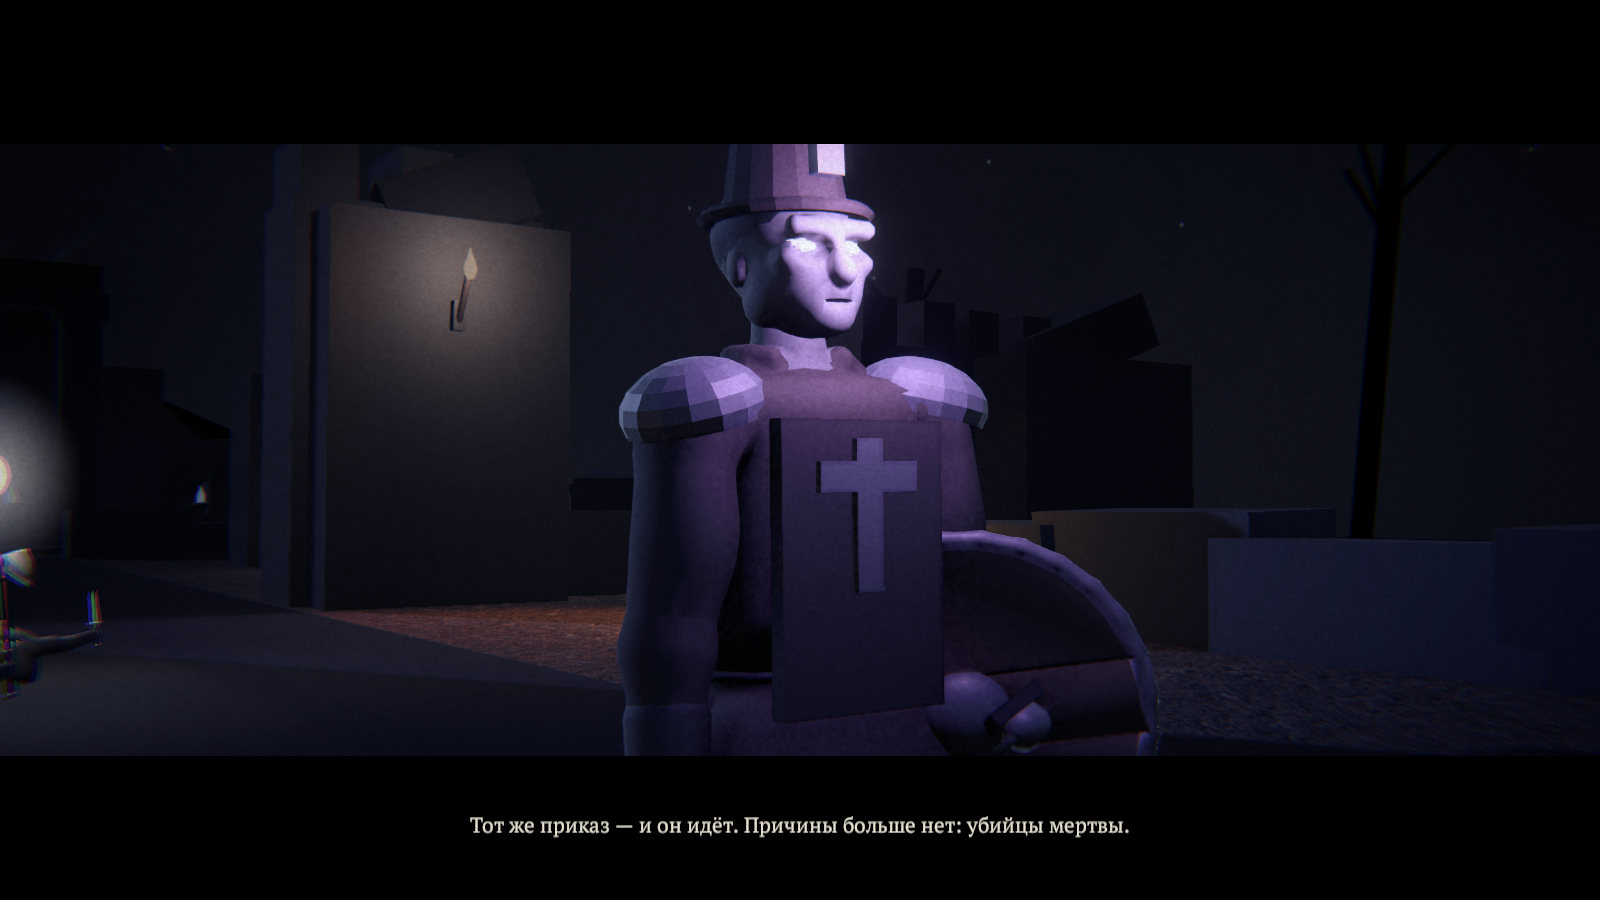 Тот же приказ — и он идёт. Причины больше нет: убийцы мертвы.